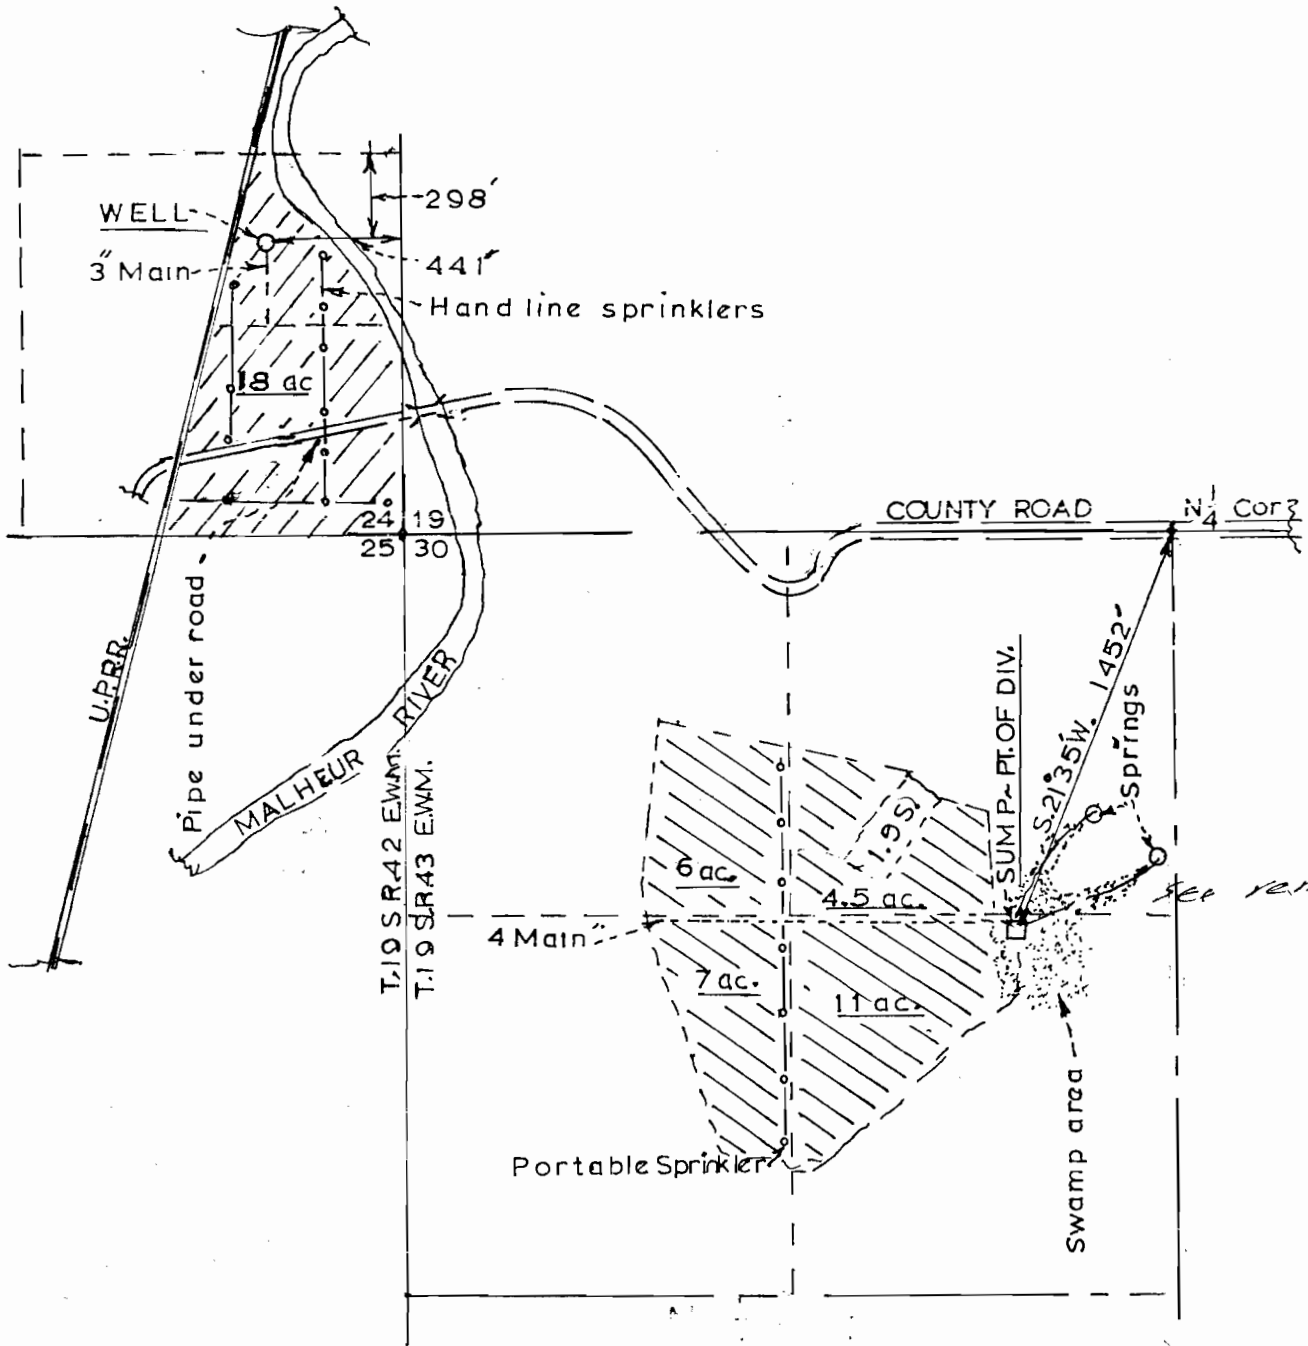 WELL
298'
3" Main
441"
Hand line sprinklers
18 ac
COUNTY ROAD
N 1/4 Cor
24 19
25 30
Pipe under road
U.P.R.R.
MALHEUR RIVER
T.19 S R.42 E.W.M.
T.19 S.R.43 E.W.M.
SUMP~PT.OF DIV.
S.21°35'W. 1452'
Springs
1.9 S.
6 ac.
4.5 ac.
see
4 Main"
7 ac.
11 ac.
Swamp area
Portable Sprinkler